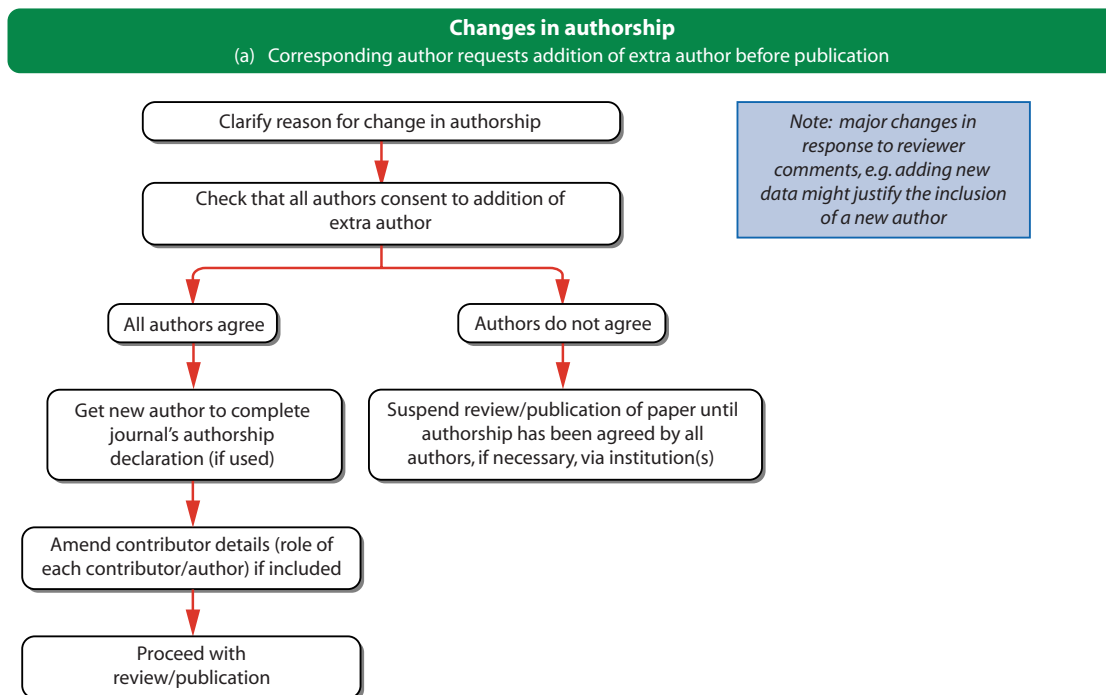 Changes in authorship
(a) Corresponding author requests addition of extra author before publication
Clarify reason for change in authorship
Note: major changes in
response to reviewer
comments, e.g. adding new
data might justify the inclusion
of a new author
Check that all authors consent to addition of
extra author
All authors agree
Authors do not agree
Get new author to complete
journal's authorship
declaration (if used)
Suspend review/publication of paper until
authorship has been agreed by all
authors, if necessary, via institution(s)
Amend contributor details (role of
each contributor/author) if included
Proceed with
review/publication